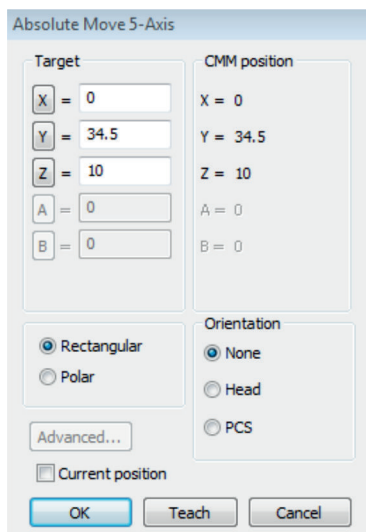 Absolute Move 5-Axis
Target
X = 0
Y = 34.5
Z = 10
A = 0
B = 0
CMM position
X = 0
Y = 34.5
Z = 10
A = 0
B = 0
Rectangular
Polar
Orientation
None
Head
PCS
Advanced...
Current position
OK Teach Cancel